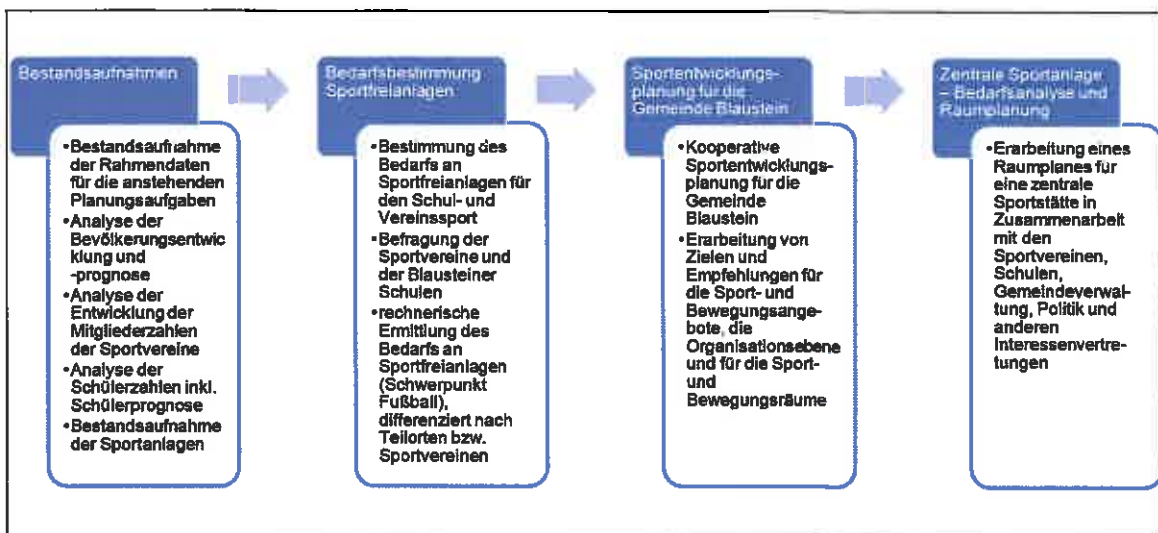 Bestandsaufnahmen
Bestandsaufnahme
der Rahmendaten
für die anstehenden
Planungsaufgaben
•Analyse der
Bevölkerungsentwic
klung und
-prognose
•Analyse der
Entwicklung der
Mitgliederzahlen
der Sportvereine
•Analyse der
Schülerzahlen inkl.
Schülerprognose
•Bestandsaufnahme
der Sportanlagen
Bedarfsbestimmung
Sportfreianlagen
•Bestimmung des
Bedarfs an
Sportfreianlagen für
den Schul- und
Vereinssport
•Befragung der
Sportvereine und
der Blausteiner
Schulen
•rechnerische
Ermittlung des
Bedarfs an
Sportfreianlagen
(Schwerpunkt
Fußball),
differenziert nach
Teilorten bzw.
Sportvereinen
Sportentwicklungs-
planung für die
Gemeinde Blaustein
•Kooperative
Sportentwicklungs-
planung für die
Gemeinde
Blaustein
•Erarbeitung von
Zielen und
Empfehlungen für
die Sport- und
Bewegungsange-
bote, die
Organisationsebene
und für die Sport-
und
Bewegungsräume
Zentrale Sportanlage
– Bedarfsanalyse und
Raumplanung
•Erarbeitung eines
Raumplanes für
eine zentrale
Sportstätte in
Zusammenarbeit
mit den
Sportvereinen,
Schulen,
Gemeindeverwal-
tung, Politik und
anderen
Interessenvertre-
tungen